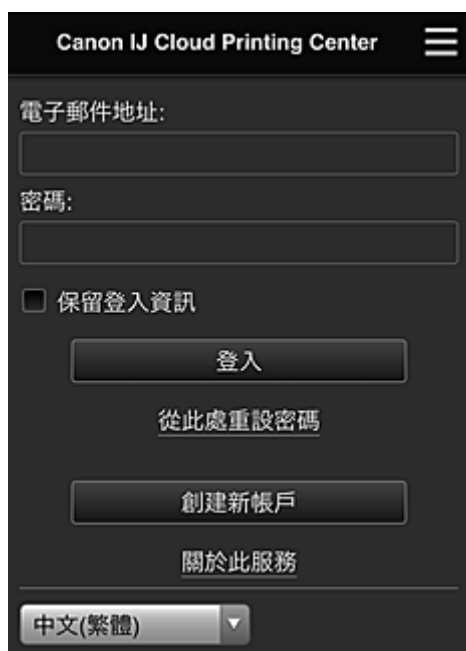 Canon IJ Cloud Printing Center
電子郵件地址:
密碼:
保留登入資訊
登入
從此處重設密碼
創建新帳戶
關於此服務
中文(繁體)